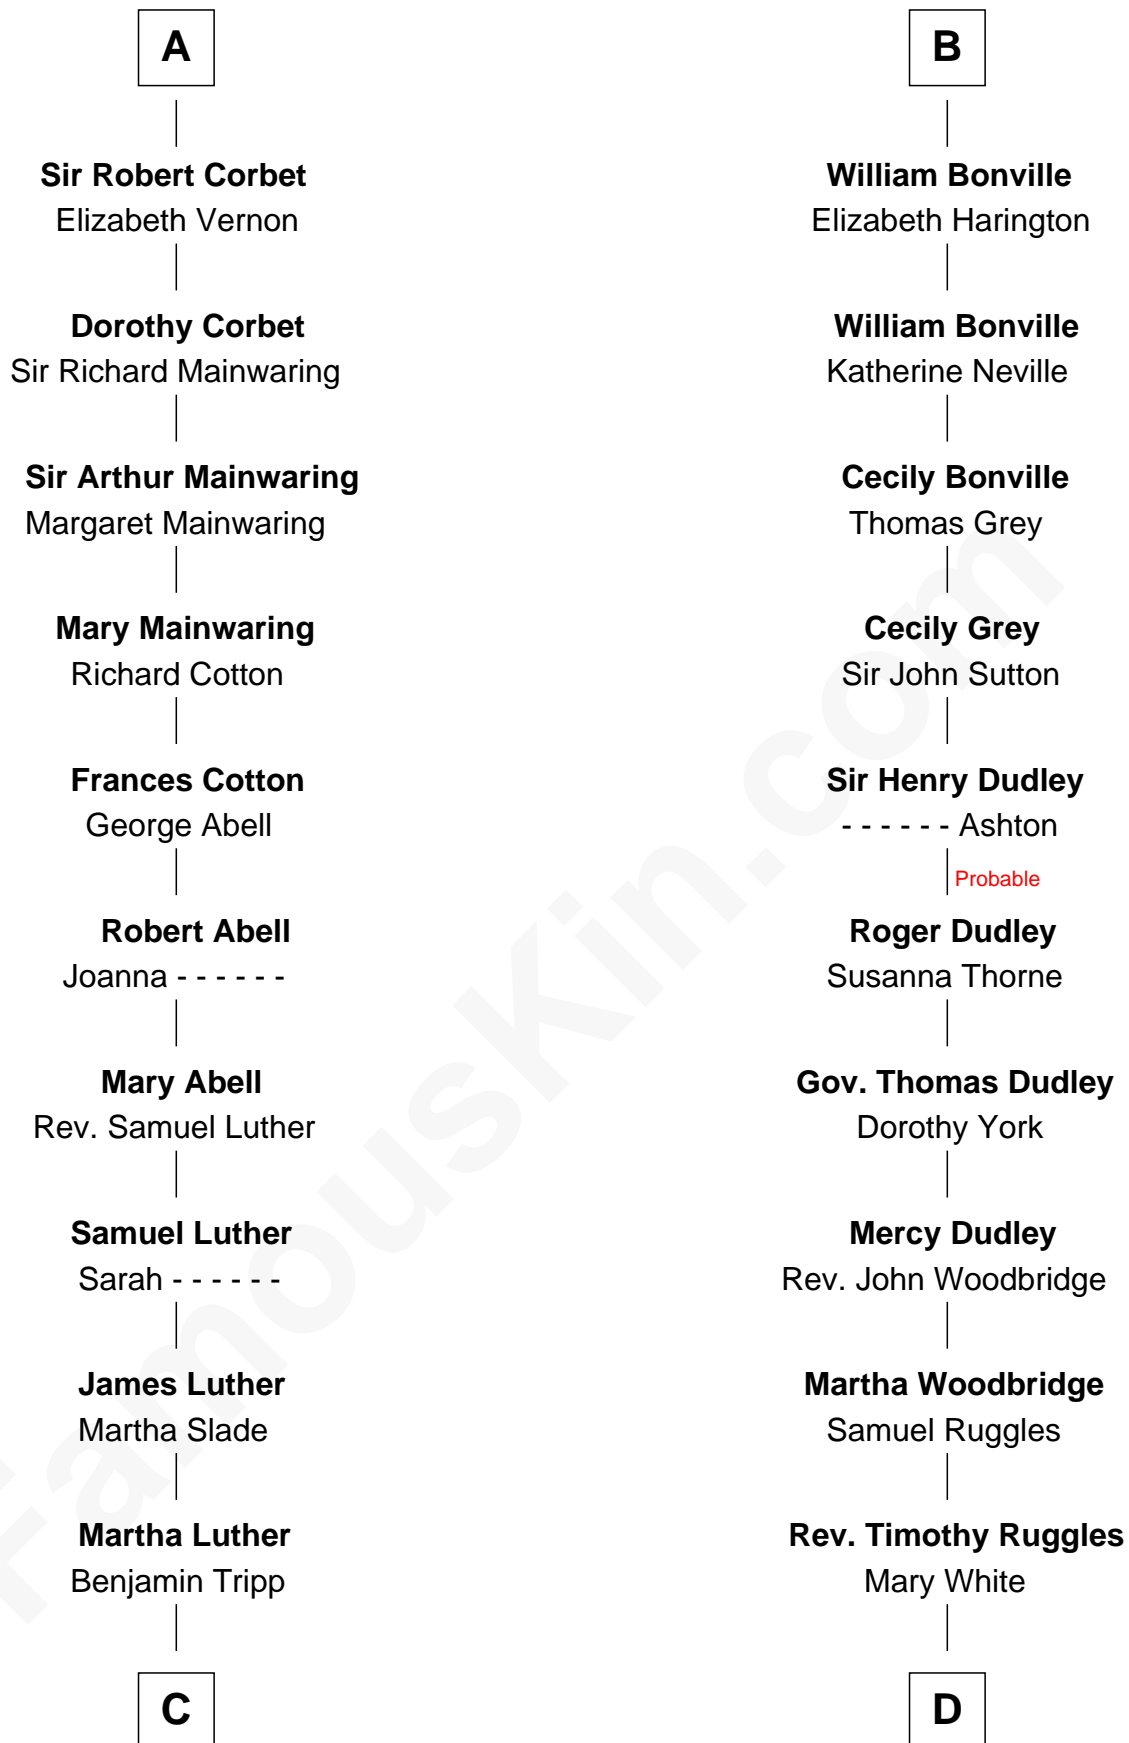 A
Sir Robert Corbet
Elizabeth Vernon
Dorothy Corbet
Sir Richard Mainwaring
Sir Arthur Mainwaring
Margaret Mainwaring
Mary Mainwaring
Richard Cotton
Frances Cotton
George Abell
Robert Abell
Joanna - - - - - -
Mary Abell
Rev. Samuel Luther
Samuel Luther
Sarah - - - - - -
James Luther
Martha Slade
Martha Luther
Benjamin Tripp
C
B
William Bonville
Elizabeth Harington
William Bonville
Katherine Neville
Cecily Bonville
Thomas Grey
Cecily Grey
Sir John Sutton
Sir Henry Dudley
- - - - - - Ashton
Probable
Roger Dudley
Susanna Thorne
Gov. Thomas Dudley
Dorothy York
Mercy Dudley
Rev. John Woodbridge
Martha Woodbridge
Samuel Ruggles
Rev. Timothy Ruggles
Mary White
D
FamousKin.com